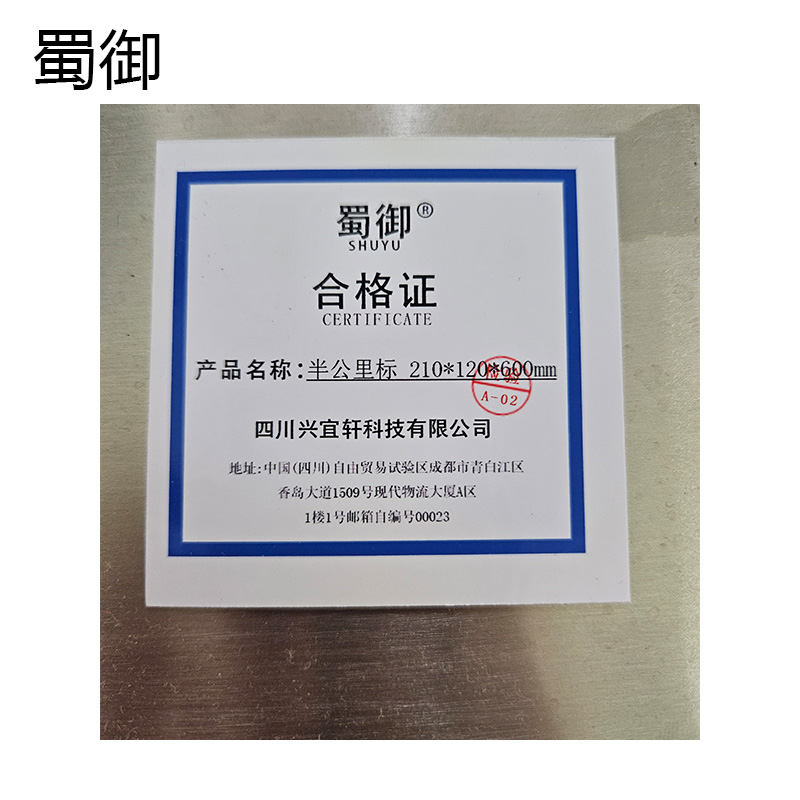 蜀御
蜀御®
SHUYU
合格证
CERTIFICATE
产品名称：半公里标 210*120*600mm
检验
A-02
四川兴宜轩科技有限公司
地址:中国(四川)自由贸易试验区成都市青白江区
香岛大道1509号现代物流大厦A区
1楼1号邮箱自编号00023